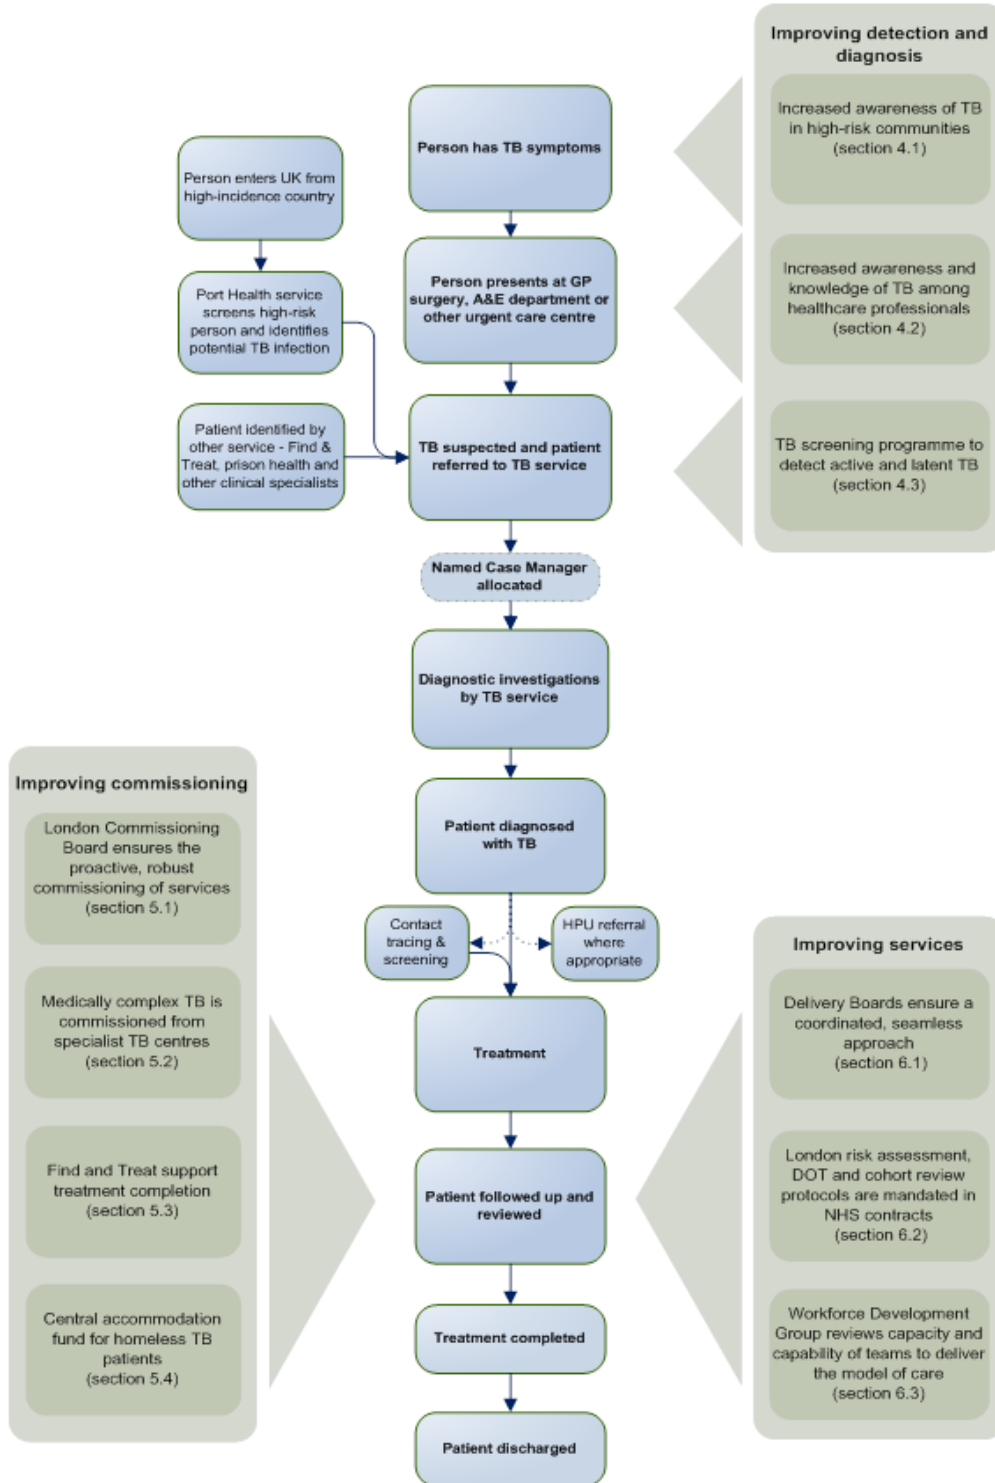 Improving detection and
diagnosis
Increased awareness of TB
in high-risk communities
(section 4.1)
Increased awareness and
knowledge of TB among
healthcare professionals
(section 4.2)
TB screening programme to
detect active and latent TB
(section 4.3)
Person has TB symptoms
Person enters UK from
high-incidence country
Person presents at GP
surgery, A&E department or
other urgent care centre
Port Health service
screens high-risk
person and identifies
potential TB infection
Patient identified by
other service - Find &
Treat, prison health and
other clinical specialists
TB suspected and patient
referred to TB service
Named Case Manager
allocated
Diagnostic investigations
by TB service
Patient diagnosed
with TB
Contact
tracing &
screening
HPU referral
where
appropriate
Treatment
Patient followed up and
reviewed
Treatment completed
Patient discharged
Improving commissioning
London Commissioning
Board ensures the
proactive, robust
commissioning of services
(section 5.1)
Medically complex TB is
commissioned from
specialist TB centres
(section 5.2)
Find and Treat support
treatment completion
(section 5.3)
Central accommodation
fund for homeless TB
patients
(section 5.4)
Improving services
Delivery Boards ensure a
coordinated, seamless
approach
(section 6.1)
London risk assessment,
DOT and cohort review
protocols are mandated in
NHS contracts
(section 6.2)
Workforce Development
Group reviews capacity and
capability of teams to deliver
the model of care
(section 6.3)